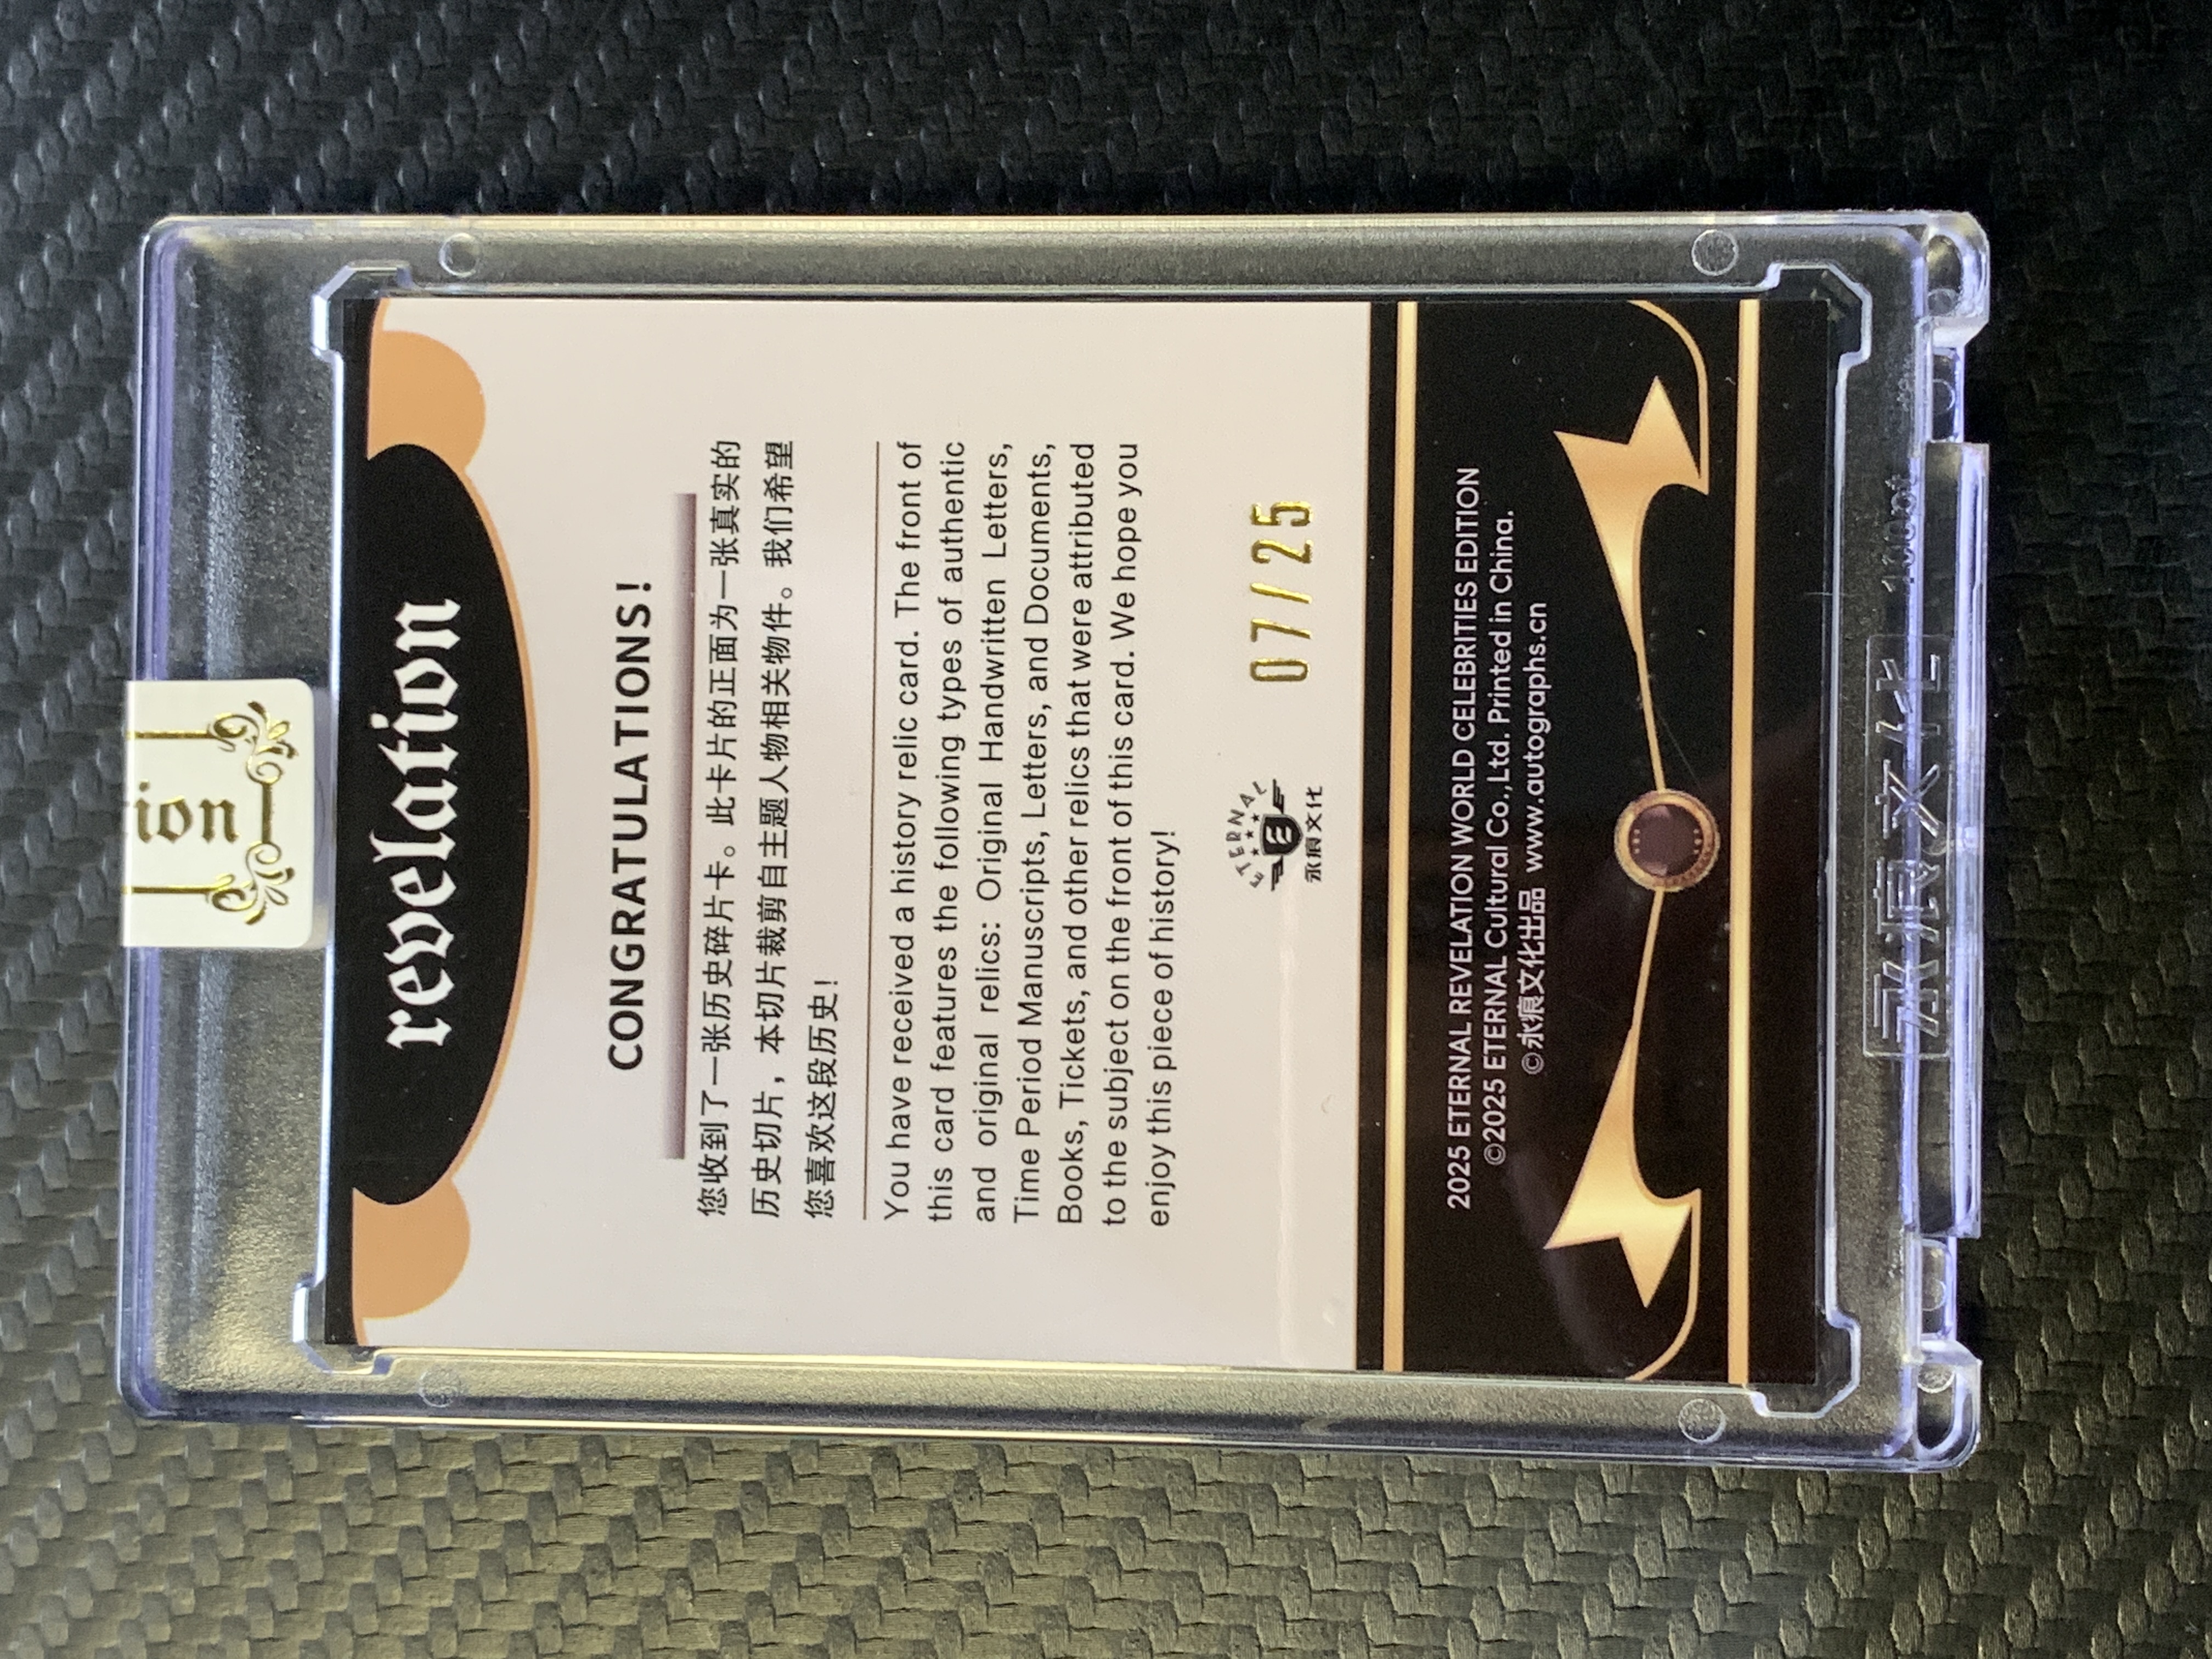 ion
revelation
CONGRATULATIONS!
您收到了一张历史碎片卡。此卡片的正面为一张真实的
历史切片，本切片裁剪自主题人物相关物件。我们希望
您喜欢这段历史!
You have received a history relic card. The front of
this card features the following types of authentic
and original relics: Original Handwritten Letters,
Time Period Manuscripts, Letters, and Documents,
Books, Tickets, and other relics that were attributed
to the subject on the front of this card. We hope you
enjoy this piece of history!
ETERNAL
永痕文化
07/25
2025 ETERNAL REVELATION WORLD CELEBRITIES EDITION
©2025 ETERNAL Cultural Co.,Ltd. Printed in China.
©永痕文化出品 www.autographs.cn
永痕文化